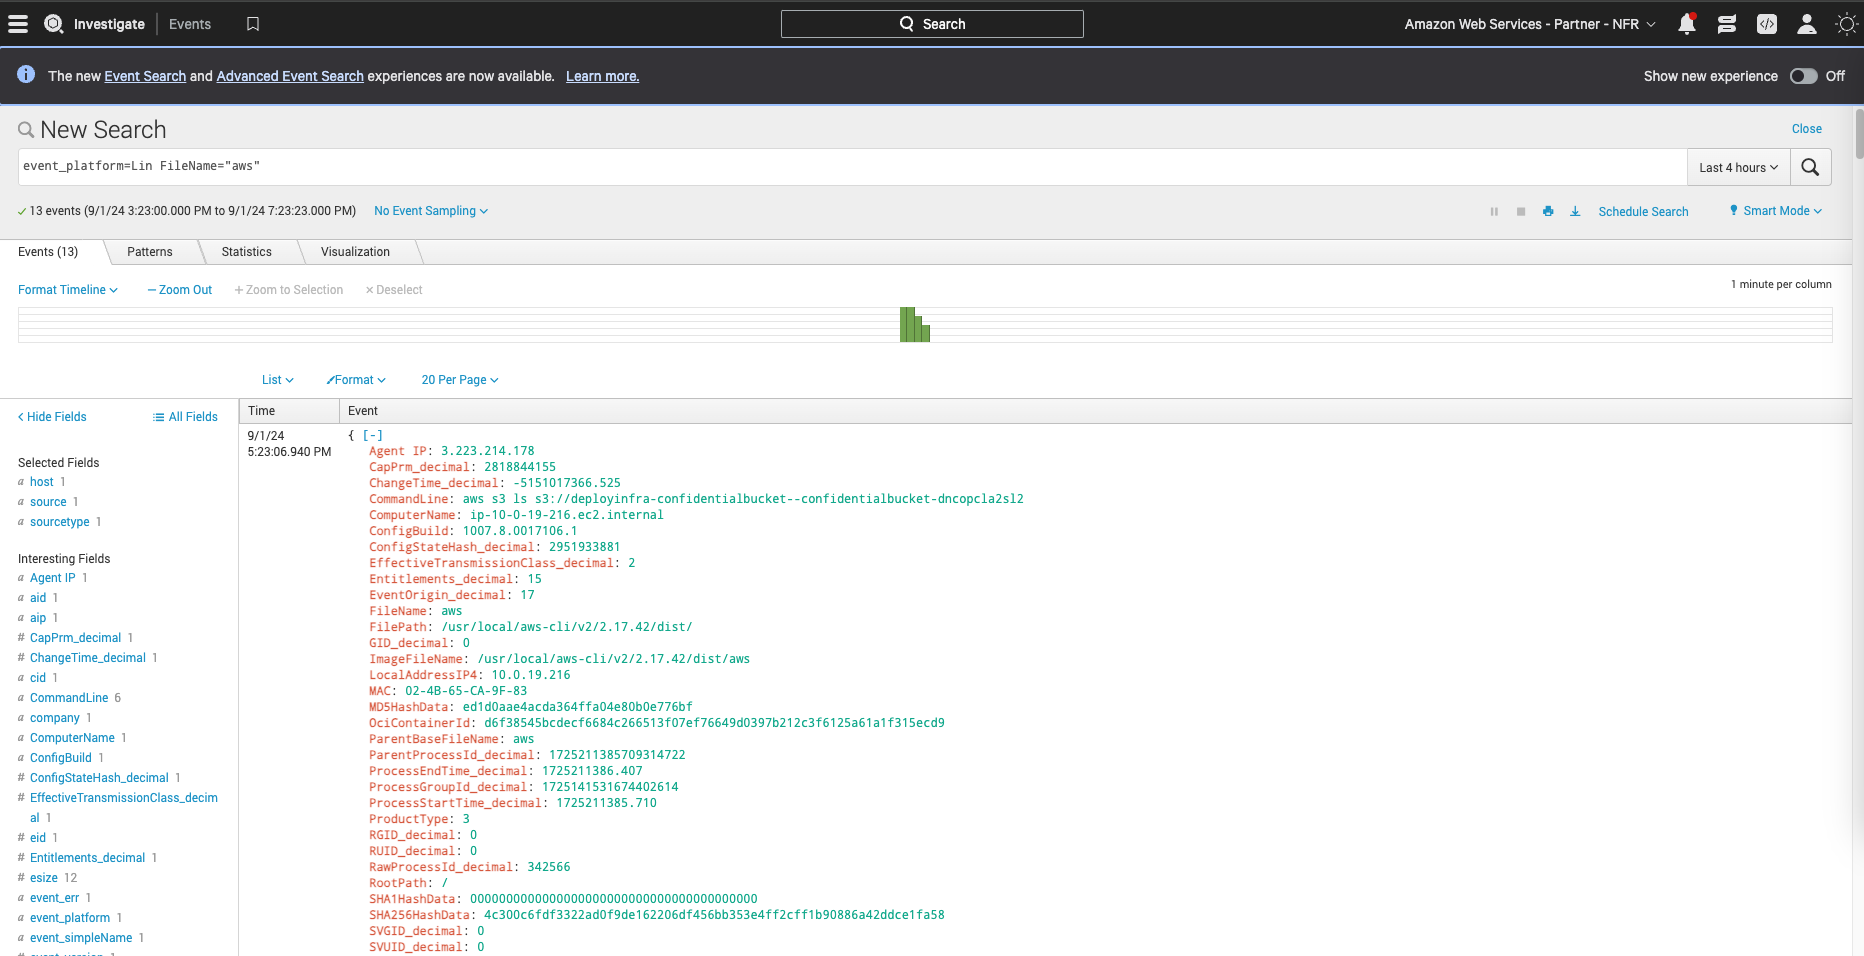 Investigate Events Search Amazon Web Services - Partner - NFR
The new Event Search and Advanced Event Search experiences are now available. Learn more. Show new experience Off
New Search Close
event_platform=Lin FileName="aws" Last 4 hours
13 events (9/1/24 3:23:00.000 PM to 9/1/24 7:23:23.000 PM) No Event Sampling Schedule Search Smart Mode
Events (13) Patterns Statistics Visualization
Format Timeline — Zoom Out + Zoom to Selection × Deselect 1 minute per column
List Format 20 Per Page
Hide Fields All Fields
Selected Fields
a host 1
a source 1
a sourcetype 1
Interesting Fields
a Agent IP 1
a aid 1
a aip 1
# CapPrm_decimal 1
# ChangeTime_decimal 1
a cid 1
a CommandLine 6
a company 1
a ComputerName 1
a ConfigBuild 1
# ConfigStateHash_decimal 1
# EffectiveTransmissionClass_decim
al 1
# eid 1
# Entitlements_decimal 1
# esize 12
a event_err 1
a event_platform 1
a event_simpleName 1
Time Event
9/1/24
5:23:06.940 PM
{ [-]
Agent IP: 3.223.214.178
CapPrm_decimal: 2818844155
ChangeTime_decimal: -5151017366.525
CommandLine: aws s3 ls s3://deployinfra-confidentialbucket--confidentialbucket-dncopcla2sl2
ComputerName: ip-10-0-19-216.ec2.internal
ConfigBuild: 1007.8.0017106.1
ConfigStateHash_decimal: 2951933881
EffectiveTransmissionClass_decimal: 2
Entitlements_decimal: 15
EventOrigin_decimal: 17
FileName: aws
FilePath: /usr/local/aws-cli/v2/2.17.42/dist/
GID_decimal: 0
ImageFileName: /usr/local/aws-cli/v2/2.17.42/dist/aws
LocalAddressIP4: 10.0.19.216
MAC: 02-4B-65-CA-9F-83
MD5HashData: ed1d0aae4acda364ffa04e80b0e776bf
OciContainerId: d6f38545bcdecf6684c266513f07ef76649d0397b212c3f6125a61a1f315ecd9
ParentBaseFileName: aws
ParentProcessId_decimal: 1725211385709314722
ProcessEndTime_decimal: 1725211386.407
ProcessGroupId_decimal: 1725141531674402614
ProcessStartTime_decimal: 1725211385.710
ProductType: 3
RGID_decimal: 0
RUID_decimal: 0
RawProcessId_decimal: 342566
RootPath: /
SHA1HashData: 0000000000000000000000000000000000000000
SHA256HashData: 4c300c6fdf3322ad0f9de162206df456bb353e4ff2cff1b90886a42ddce1fa58
SVGID_decimal: 0
SVUID_decimal: 0